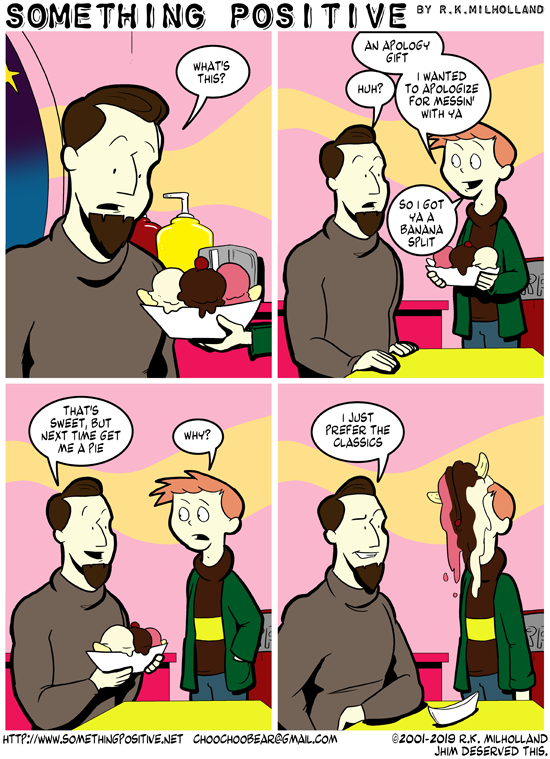 SOMETHING POSITIVE BY R.K.MILHOLLAND
WHAT'S
THIS?
AN APOLOGY
GIFT
HUH?
I WANTED
TO APOLOGIZE
FOR MESSIN'
WITH YA
SO I GOT
YA A
BANANA
SPLIT
THAT'S
SWEET, BUT
NEXT TIME GET
ME A PIE
WHY?
I JUST
PREFER THE
CLASSICS
HTTP://WWW.SOMETHINGPOSITIVE.NET CHOOCHOOBEAR@GMAIL.COM
©2001-2019 R.K. MILHOLLAND
JHIM DESERVED THIS.